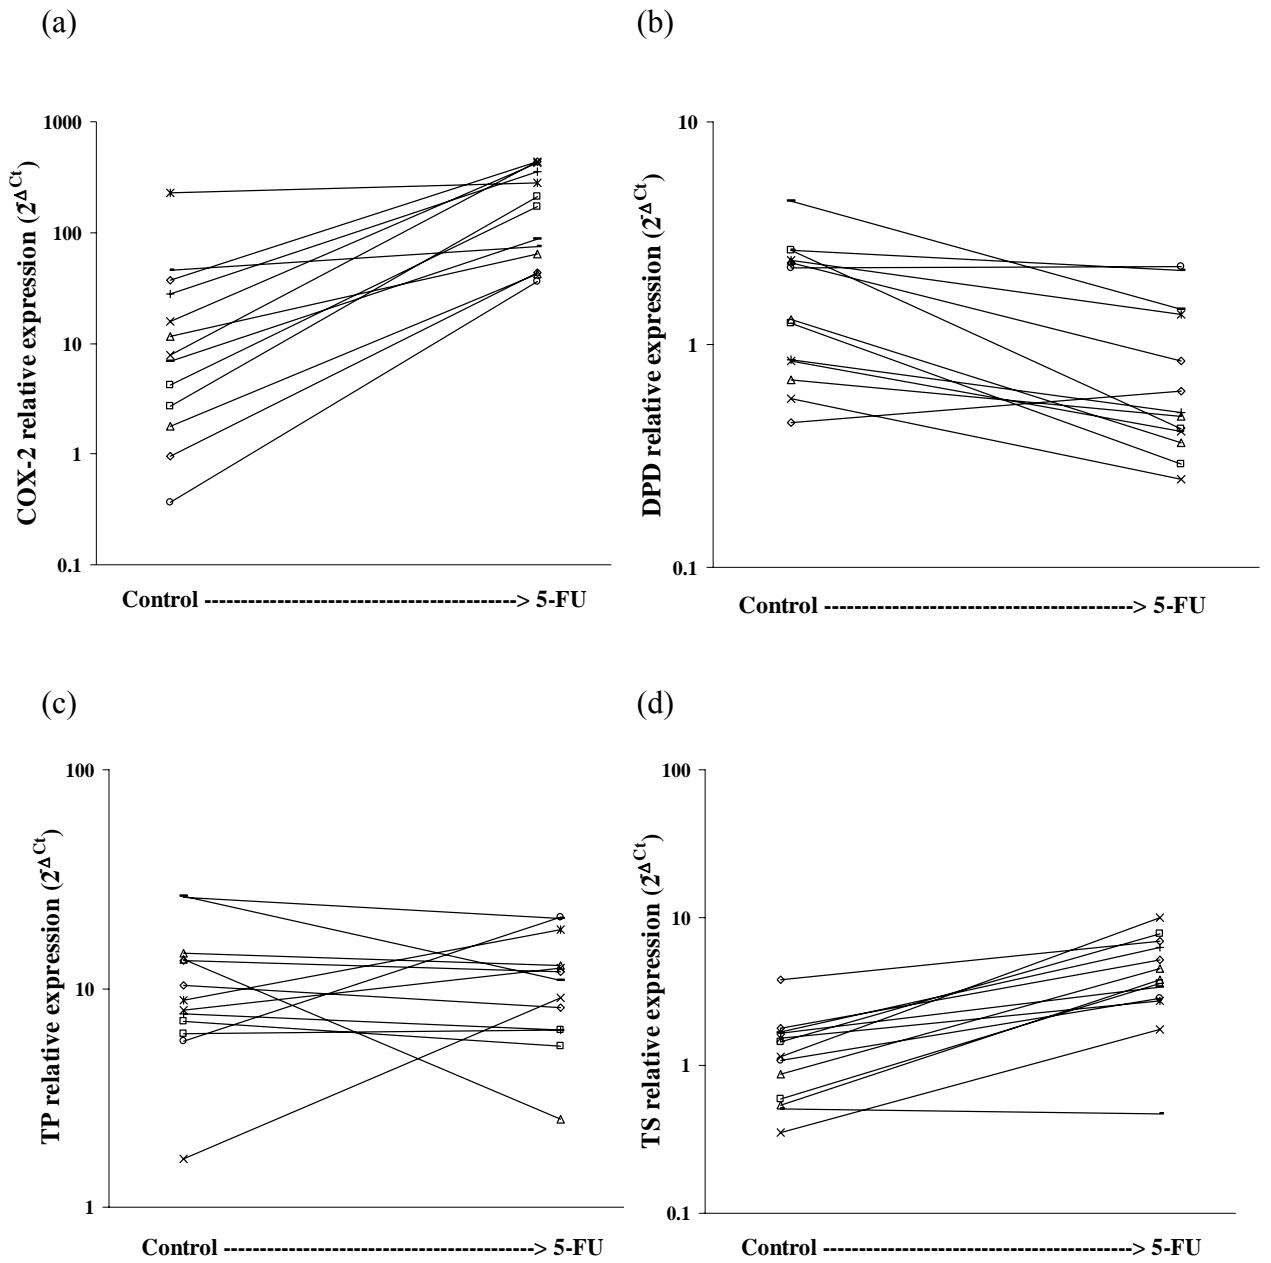 (a)
COX-2 relative expression (2-ΔCt)
1000
100
10
1
0.1
Control ----------------------------------------> 5-FU
(b)
DPD relative expression (2-ΔCt)
10
1
0.1
Control ----------------------------------------> 5-FU
(c)
TP relative expression (2-ΔCt)
100
10
1
Control ----------------------------------------> 5-FU
(d)
TS relative expression (2-ΔCt)
100
10
1
0.1
Control ----------------------------------------> 5-FU